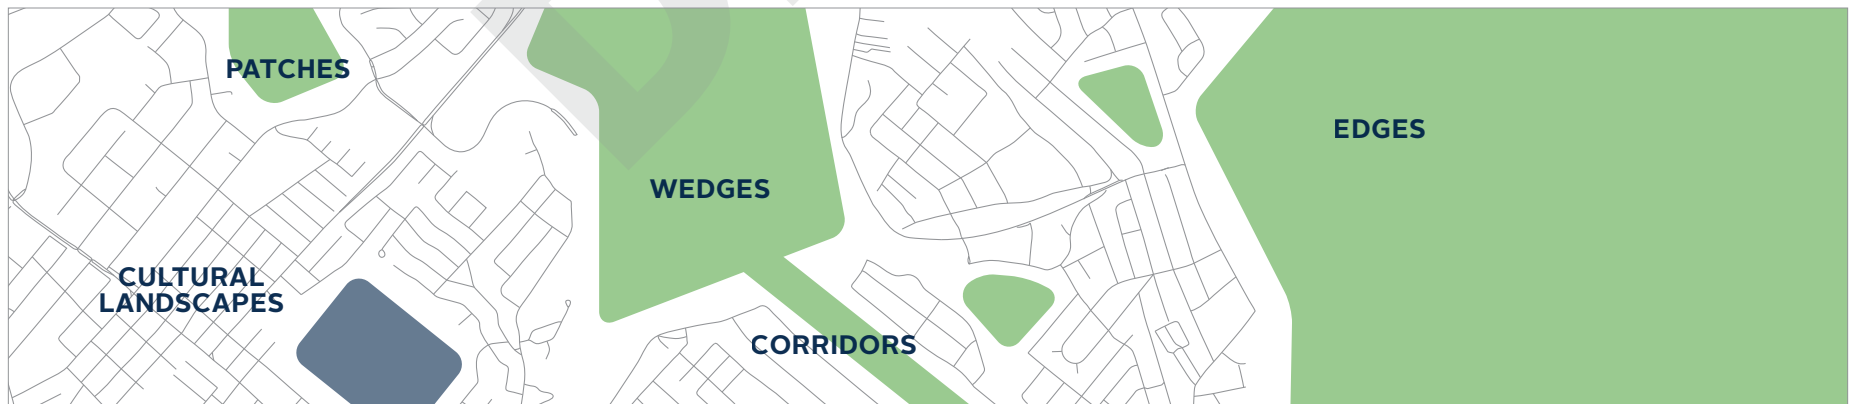 PATCHES
WEDGES
EDGES
CULTURAL
LANDSCAPES
CORRIDORS